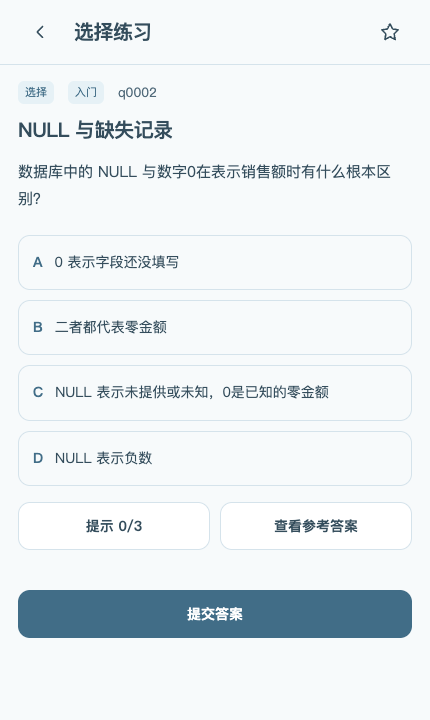 选择练习
选择 入门 q0002
NULL 与缺失记录
数据库中的 NULL 与数字0在表示销售额时有什么根本区
别?
A 0 表示字段还没填写
B 二者都代表零金额
C NULL 表示未提供或未知，0是已知的零金额
D NULL 表示负数
提示 0/3 查看参考答案
提交答案